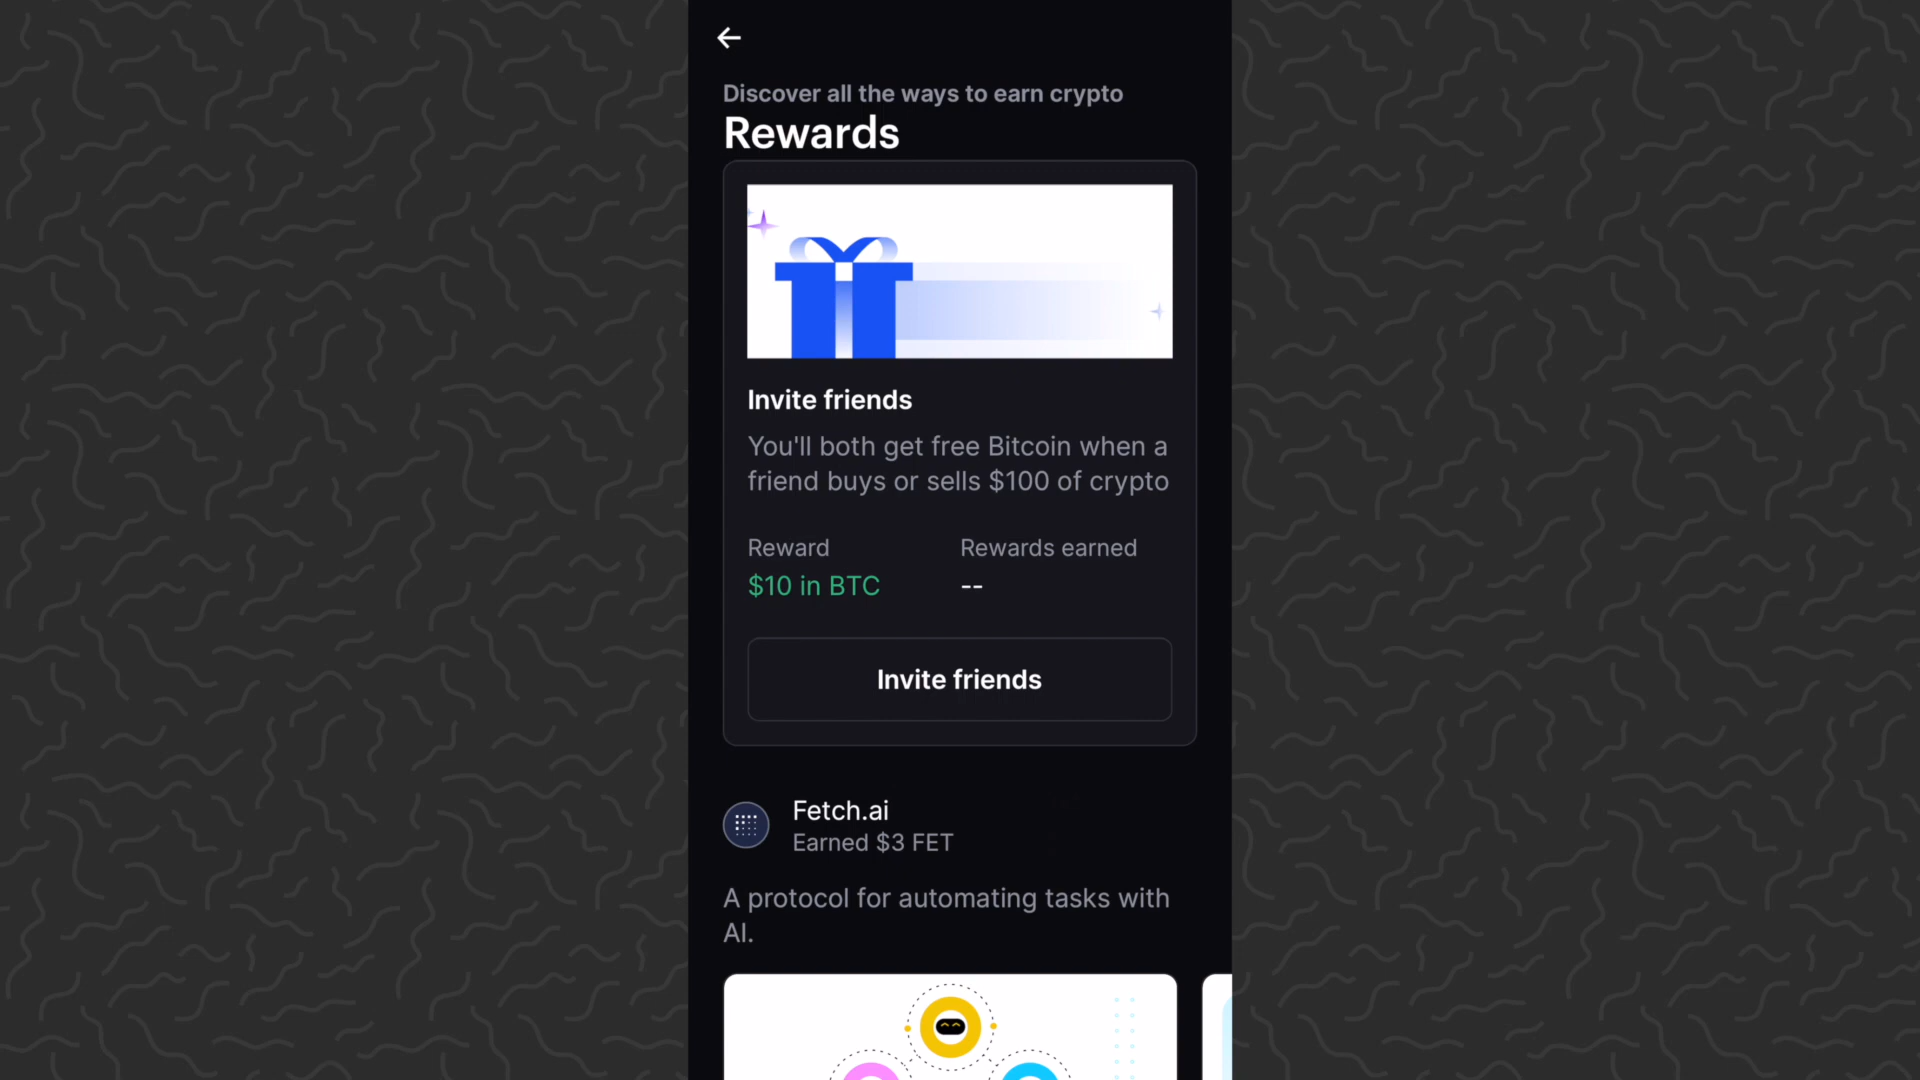 Discover all the ways to earn crypto
Rewards
Invite friends
You'll both get free Bitcoin when a
friend buys or sells $100 of crypto
Reward
Rewards earned
$10 in BTC
--
Invite friends
Fetch.ai
Earned $3 FET
A protocol for automating tasks with
AI.